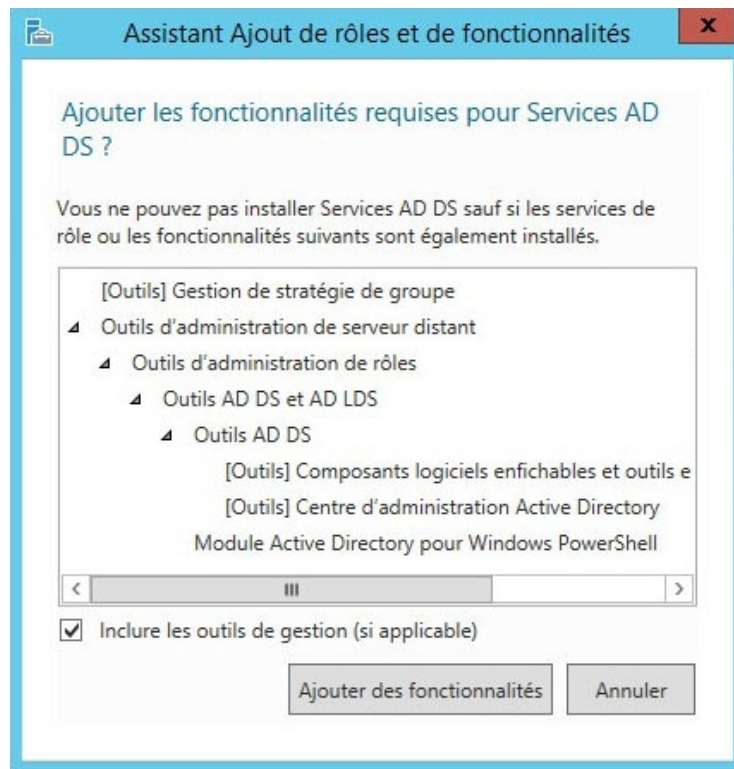 Assistant Ajout de rôles et de fonctionnalités
Ajouter les fonctionnalités requises pour Services AD
DS ?
Vous ne pouvez pas installer Services AD DS sauf si les services de
rôle ou les fonctionnalités suivants sont également installés.
[Outils] Gestion de stratégie de groupe
Outils d'administration de serveur distant
Outils d'administration de rôles
Outils AD DS et AD LDS
Outils AD DS
[Outils] Composants logiciels enfichables et outils e
[Outils] Centre d'administration Active Directory
Module Active Directory pour Windows PowerShell
Inclure les outils de gestion (si applicable)
Ajouter des fonctionnalités Annuler